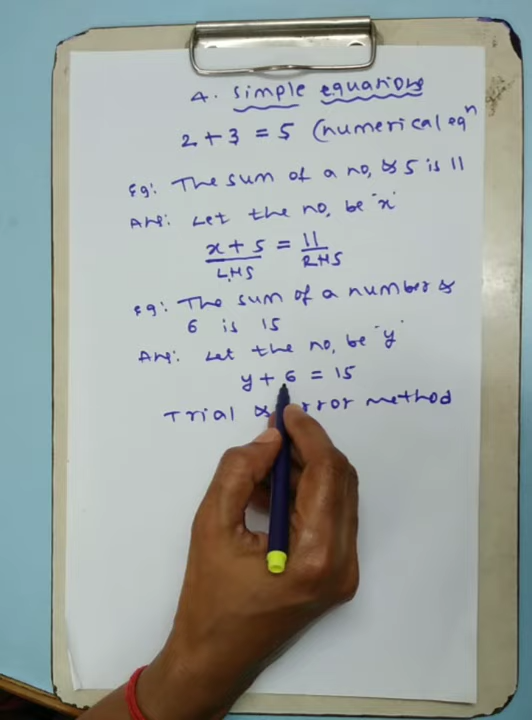 4. Simple equations
2 + 3 = 5 (numerical eqn
Eg: The sum of a no, & 5 is 11
Ans: Let the no, be "x"
x + 5 = 11
LHS RHS
Eg: The sum of a number &
6 is 15
Ans: Let the no, be "y"
y + 6 = 15
Trial & error method